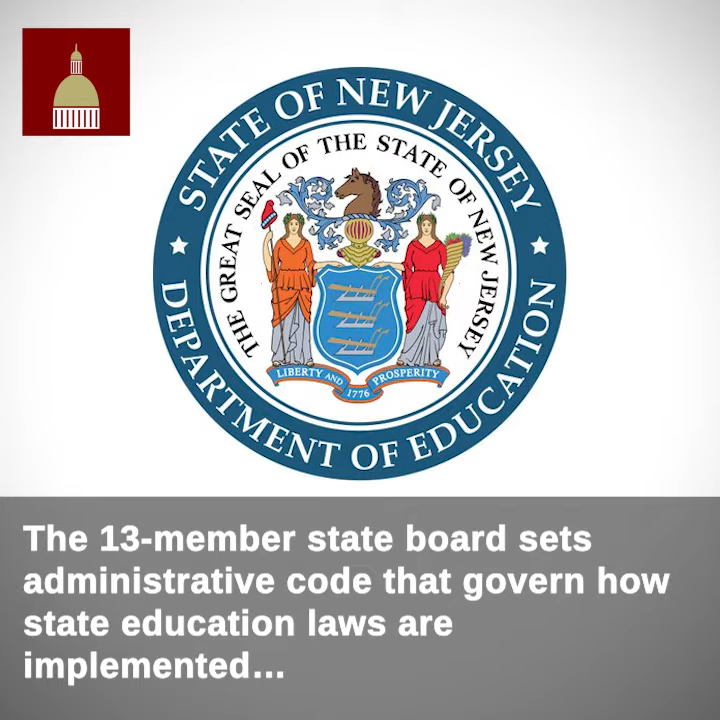 STATE OF NEW JERSEY
THE GREAT SEAL OF THE STATE OF NEW JERSEY
LIBERTY AND PROSPERITY
1776
DEPARTMENT OF EDUCATION
The 13-member state board sets
administrative code that govern how
state education laws are
implemented...